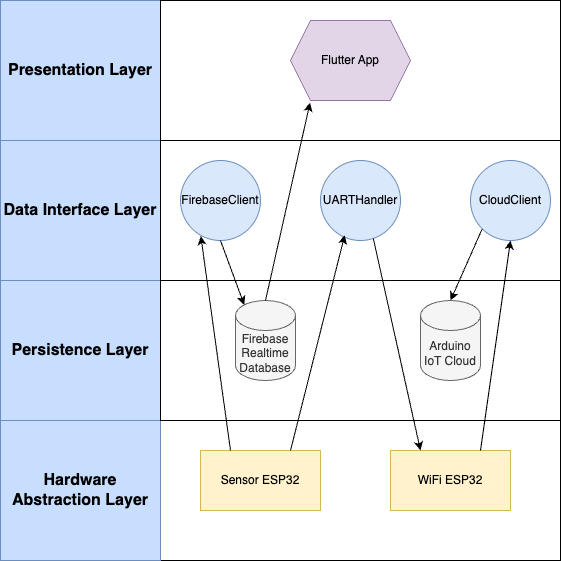 Presentation Layer
Flutter App
Data Interface Layer
FirebaseClient
UARTHandler
CloudClient
Persistence Layer
Firebase
Realtime
Database
Arduino
IoT Cloud
Hardware
Abstraction Layer
Sensor ESP32
WiFi ESP32